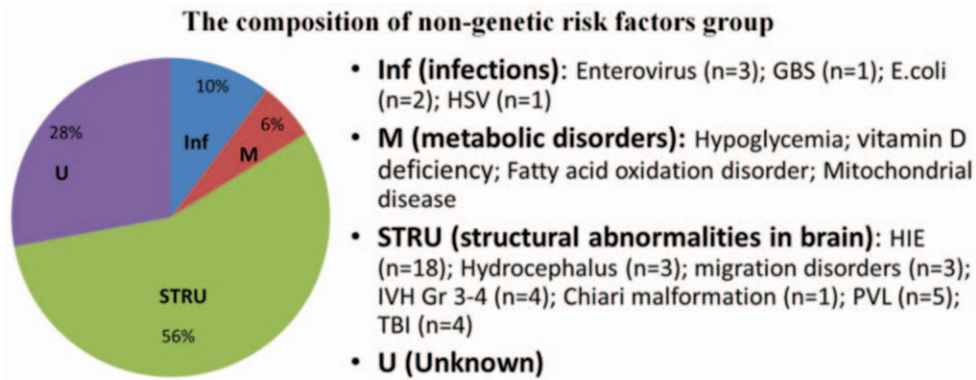 The composition of non-genetic risk factors group
10%
Inf
6%
M
28%
U
STRU
56%
• Inf (infections): Enterovirus (n=3); GBS (n=1); E.coli
(n=2); HSV (n=1)
• M (metabolic disorders): Hypoglycemia; vitamin D
deficiency; Fatty acid oxidation disorder; Mitochondrial
disease
• STRU (structural abnormalities in brain): HIE
(n=18); Hydrocephalus (n=3); migration disorders (n=3);
IVH Gr 3-4 (n=4); Chiari malformation (n=1); PVL (n=5);
TBI (n=4)
• U (Unknown)